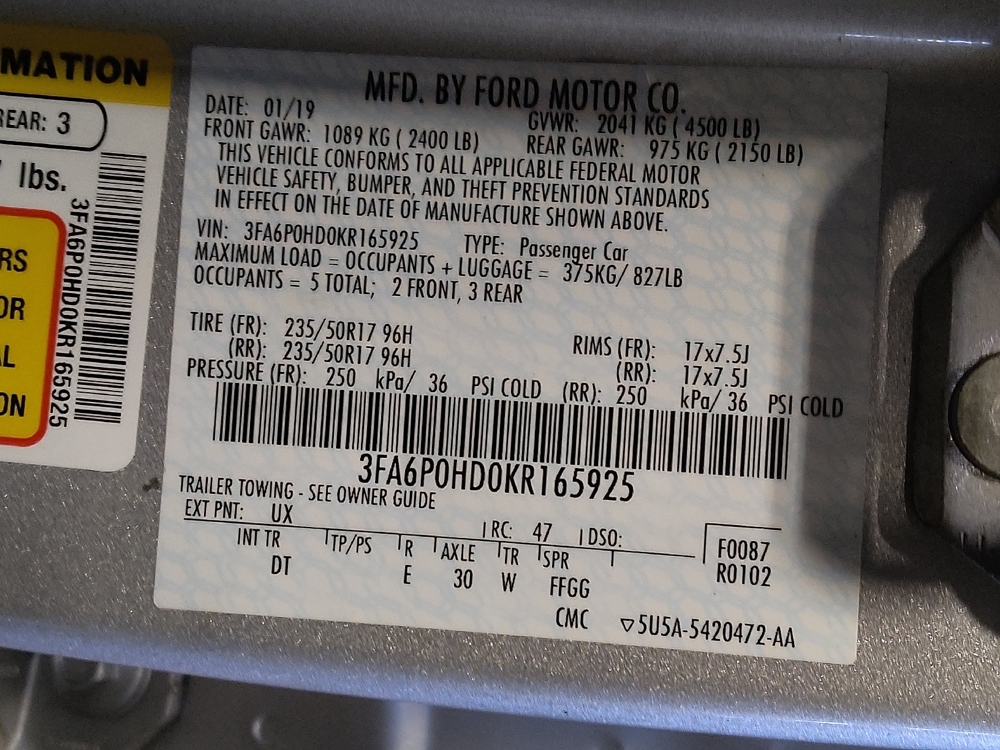 MATION
REAR: 3
lbs.
RS
OR
AL
ON
3FA6P0HD0KR165925
MFD. BY FORD MOTOR CO.
DATE: 01/19 GVWR: 2041 KG ( 4500 LB)
FRONT GAWR: 1089 KG ( 2400 LB) REAR GAWR: 975 KG ( 2150 LB)
THIS VEHICLE CONFORMS TO ALL APPLICABLE FEDERAL MOTOR
VEHICLE SAFETY, BUMPER, AND THEFT PREVENTION STANDARDS
IN EFFECT ON THE DATE OF MANUFACTURE SHOWN ABOVE.
VIN: 3FA6P0HD0KR165925 TYPE: Passenger Car
MAXIMUM LOAD = OCCUPANTS + LUGGAGE = 375KG/ 827LB
OCCUPANTS = 5 TOTAL; 2 FRONT, 3 REAR
TIRE (FR): 235/50R17 96H RIMS (FR): 17x7.5J
(RR): 235/50R17 96H (RR): 17x7.5J
PRESSURE (FR): 250 kPa/ 36 PSI COLD (RR): 250 kPa/ 36 PSI COLD
3FA6P0HD0KR165925
TRAILER TOWING - SEE OWNER GUIDE
EXT PNT: UX RC: 47 DSO:
INT TR TP/PS R AXLE TR SPR F0087
DT E 30 W FFGG R0102
CMC ▽5U5A-5420472-AA